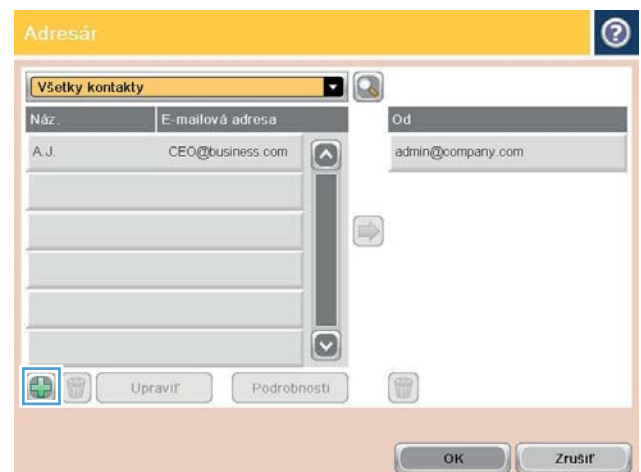 Adresár
Všetky kontakty
Náz. E-mailová adresa Od
A.J. CEO@business.com admin@company.com
Upraviť Podrobnosti
OK Zrušiť